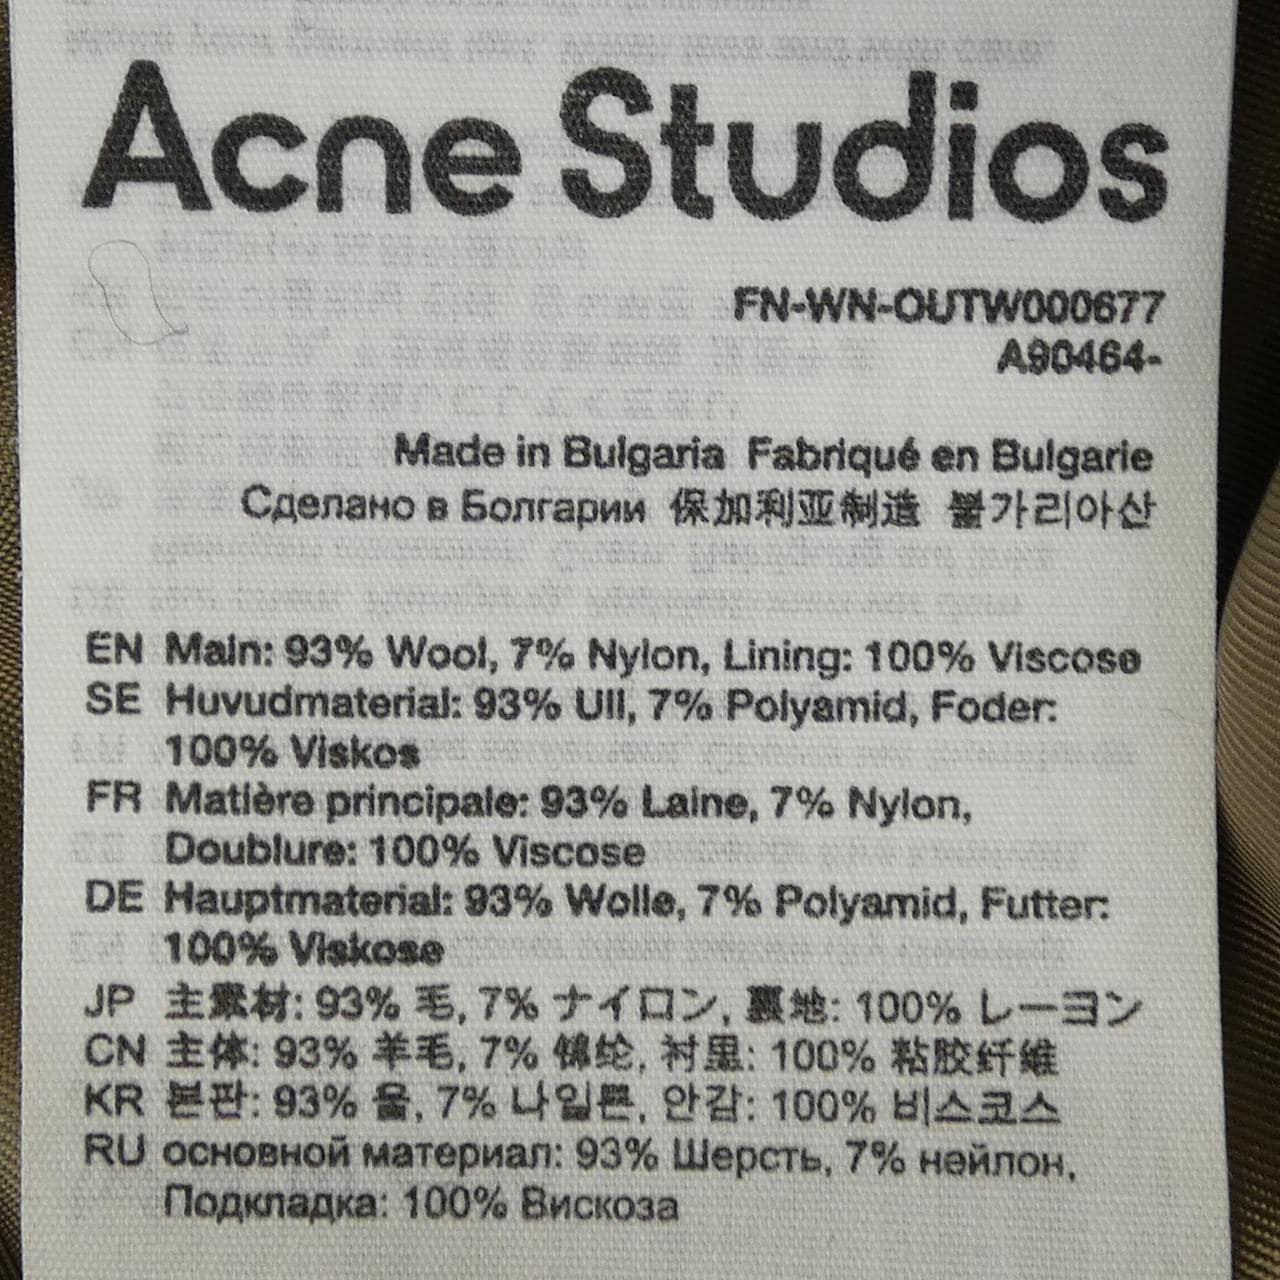 Acne Studios
FN-WN-OUTW000677
A90464-
Made in Bulgaria Fabriqué en Bulgarie
Сделано в Болгарии 保加利亚制造 불가리아산
EN Main: 93% Wool, 7% Nylon, Lining: 100% Viscose
SE Huvudmaterial: 93% Ull, 7% Polyamid, Foder:
100% Viskos
FR Matière principale: 93% Laine, 7% Nylon,
Doublure: 100% Viscose
DE Hauptmaterial: 93% Wolle, 7% Polyamid, Futter:
100% Viskose
JP 主素材: 93% 毛, 7% ナイロン, 裏地: 100% レーヨン
CN 主体: 93% 羊毛, 7% 锦纶, 衬里: 100% 粘胶纤维
KR 본판: 93% 울, 7% 나일론, 안감: 100% 비스코스
RU основной материал: 93% Шерсть, 7% нейлон,
Подкладка: 100% Вискоза